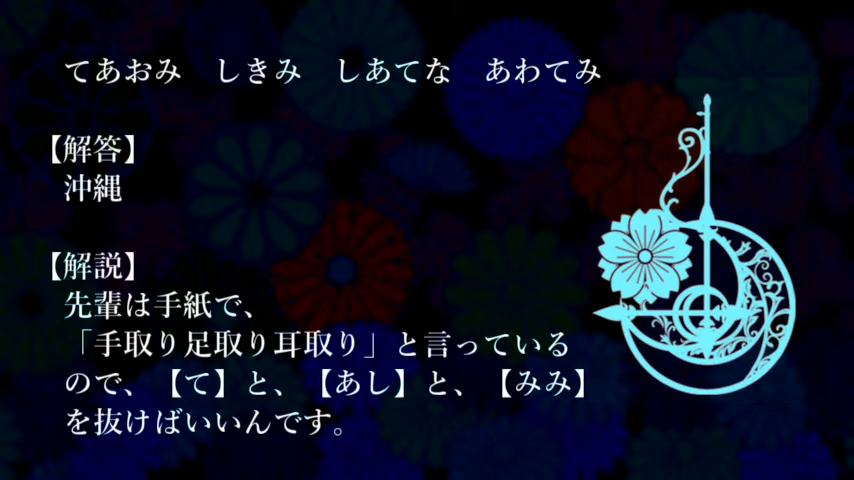 てあおみ　しきみ　しあてな　あわてみ
【解答】
沖縄
【解説】
先輩は手紙で、
「手取り足取り耳取り」と言っている
ので、【て】と、【あし】と、【みみ】
を抜けばいいんです。